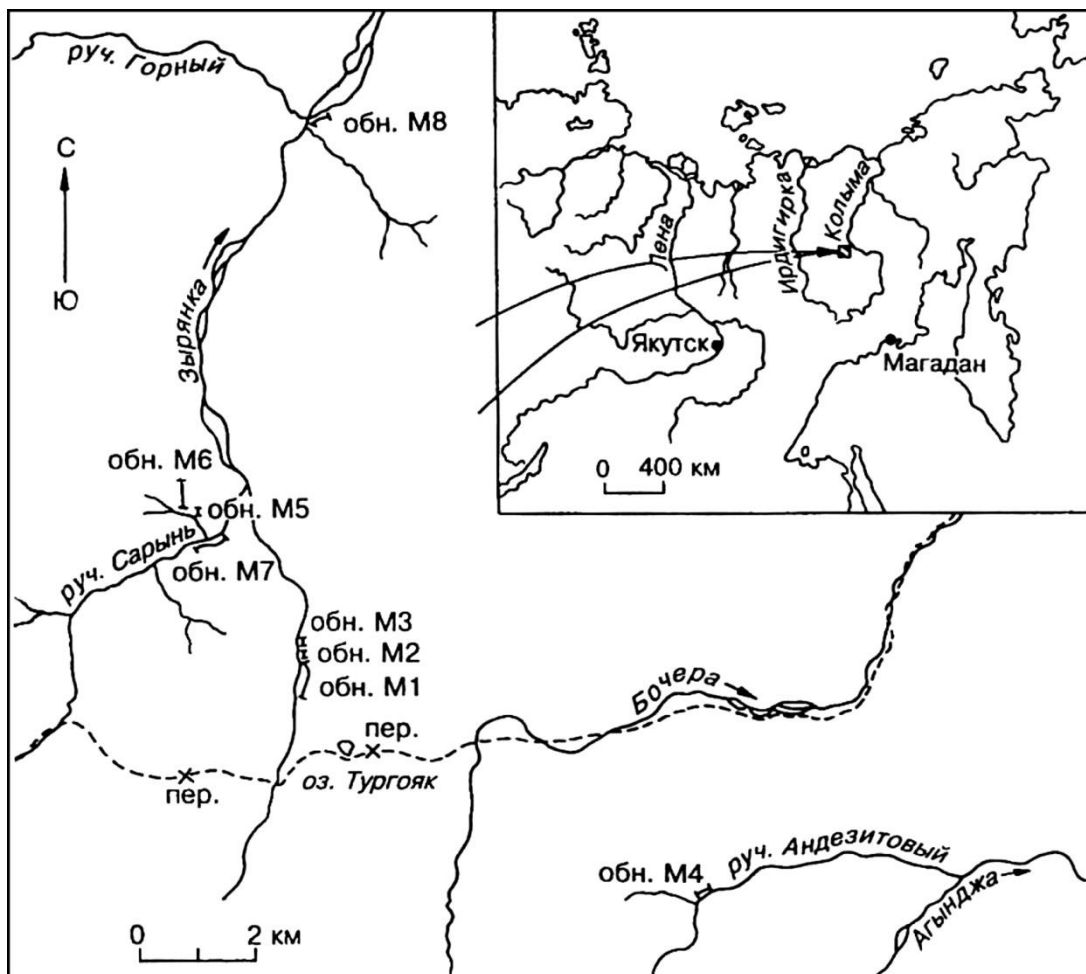 руч. Горный
обн. М8
С
Ю
Зырянка
обн. М6
обн. М5
руч. Сарынь
обн. М7
обн. М3
обн. М2
обн. М1
пер.
оз. Тургояк
пер.
Бочера
обн. М4
руч. Андезитовый
Агынджа
0 2 км
Лена
Ирдигирка
Колыма
Якутск
Магадан
0 400 км